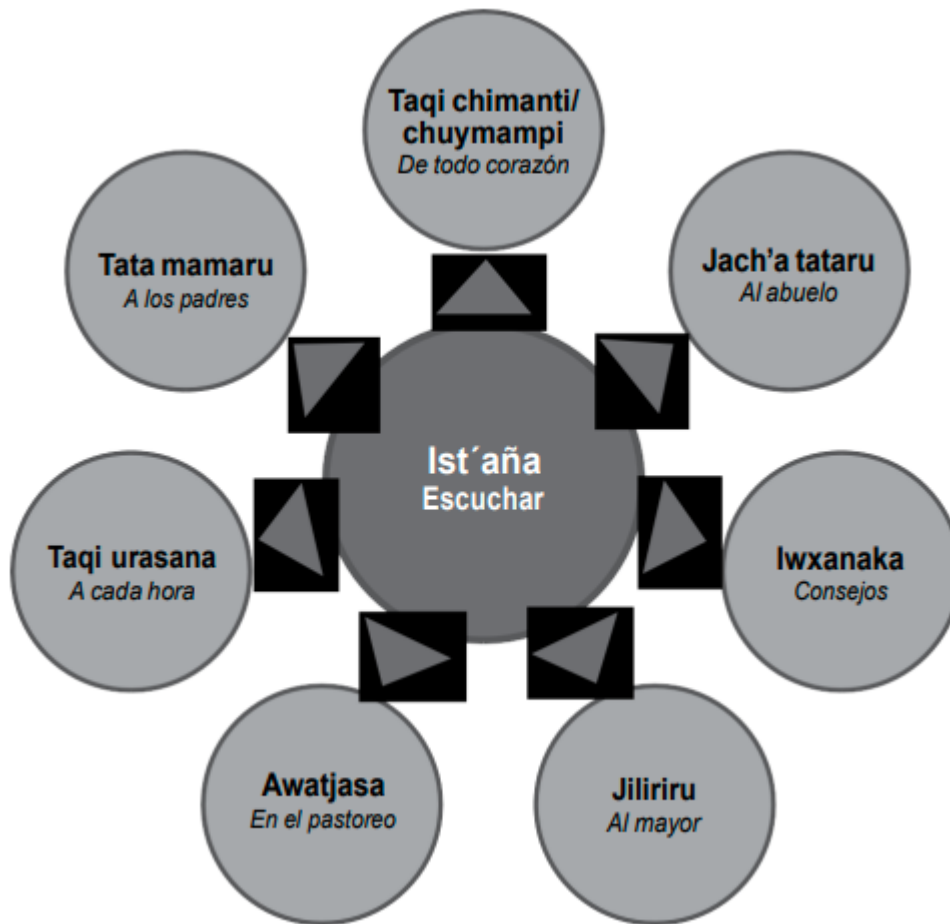 Taqi chimanti/
chuymampi
De todo corazón
Tata mamaru
A los padres
Jach’a tataru
Al abuelo
Ist´aña
Escuchar
Taqi urasana
A cada hora
Iwxanaka
Consejos
Awatjasa
En el pastoreo
Jiliriru
Al mayor